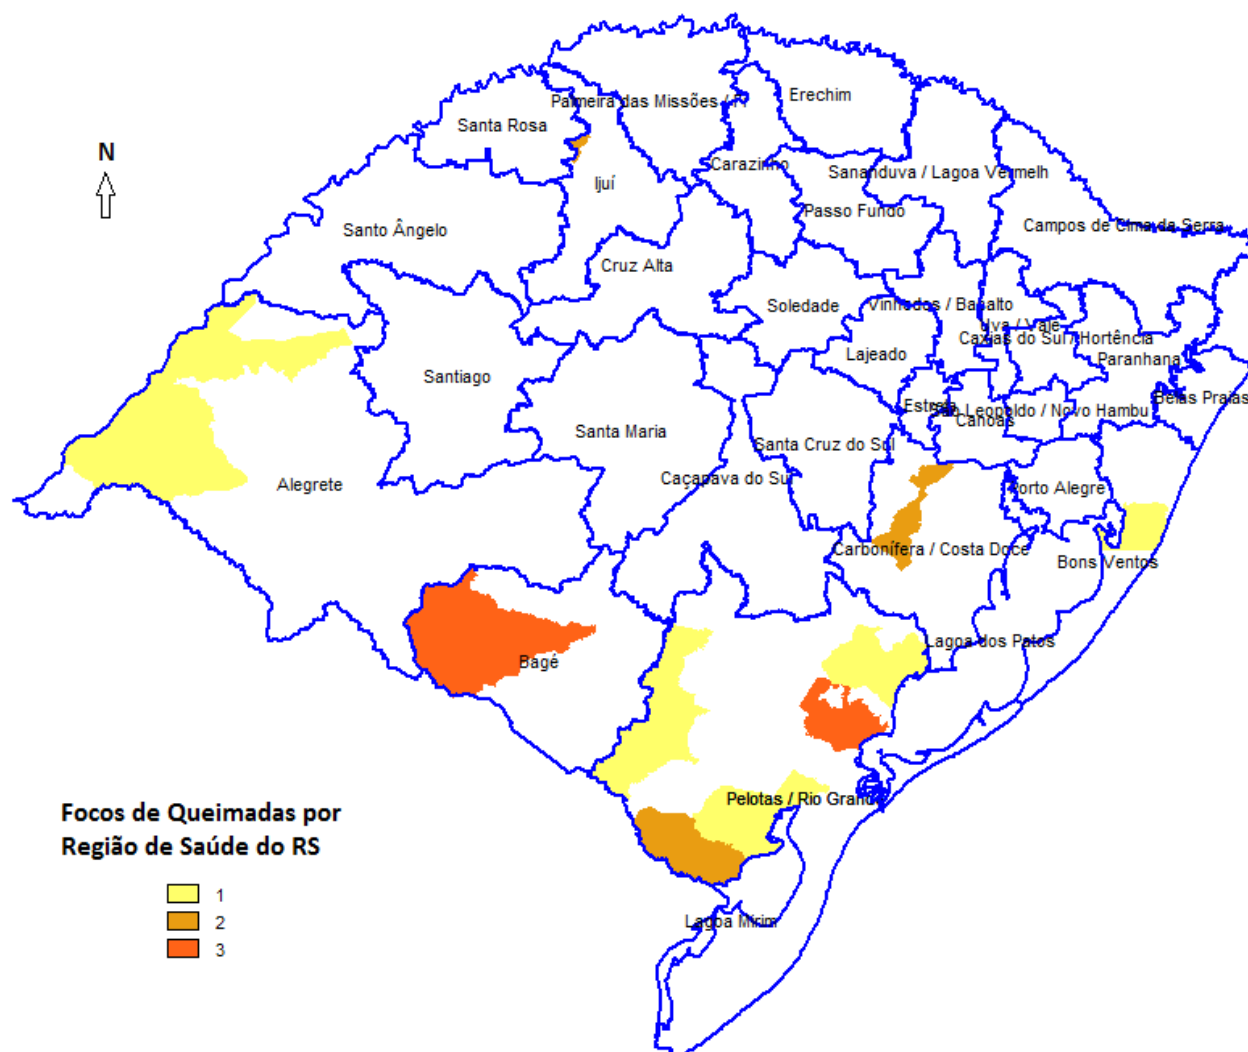 Erechim
Palmeira das Missões / Fr
Santa Rosa
N
Carazinho
Sananduva / Lagoa Vermelh
Ijuí
Passo Fundo
Campos de Cima da Serra
Santo Ângelo
Cruz Alta
Soledade
Vinhedos / Basalto
Uva / Vale
Caxias do Sul / Hortência
Lajeado
Paranhana
Santiago
Belas Praias
Estrela
Leopoldo / Novo Hambu
Canoas
Santa Maria
Santa Cruz do Sul
Caçapava do Sul
Alegrete
Porto Alegre
Carbonífera / Costa Doce
Bons Ventos
Lagoa dos Patos
Bagé
Pelotas / Rio Grande
Focos de Queimadas por
Região de Saúde do RS
1
2
3
Lagoa Mirim